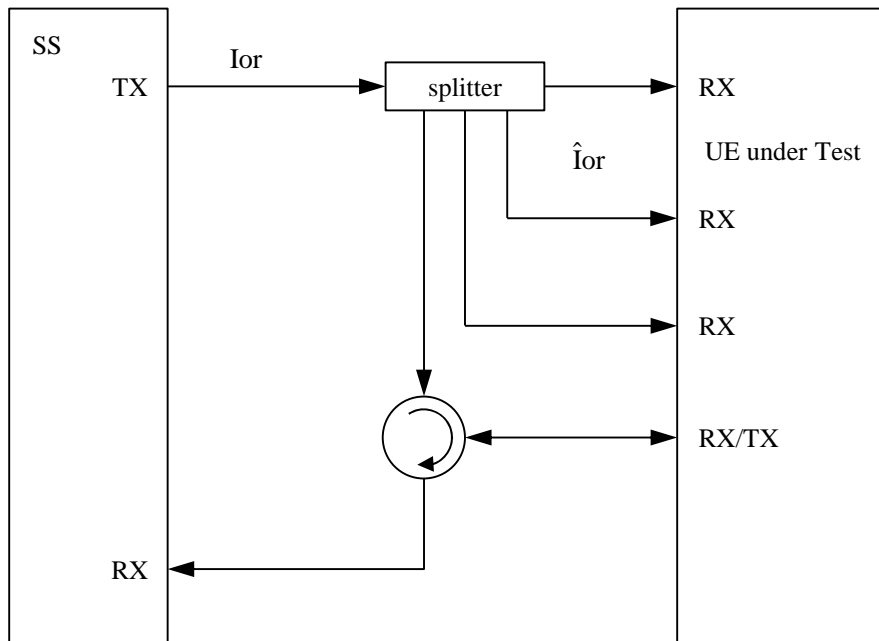 SS
Ior
TX
splitter
RX
Îor
UE under Test
RX
RX
RX/TX
RX